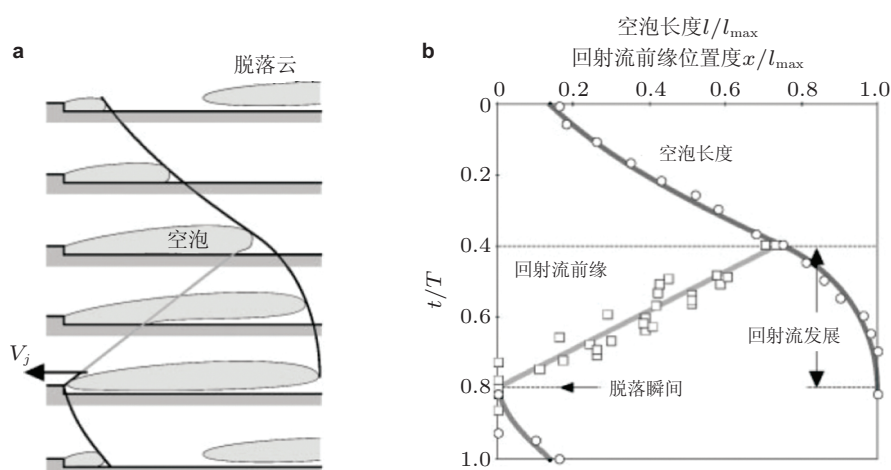 a
脱落云
空泡
V_j
b
空泡长度l/l_max
回射流前缘位置度x/l_max
0 0.2 0.4 0.6 0.8 1.0
0
0.2
0.4
0.6
0.8
1.0
t/T
空泡长度
回射流前缘
回射流发展
脱落瞬间